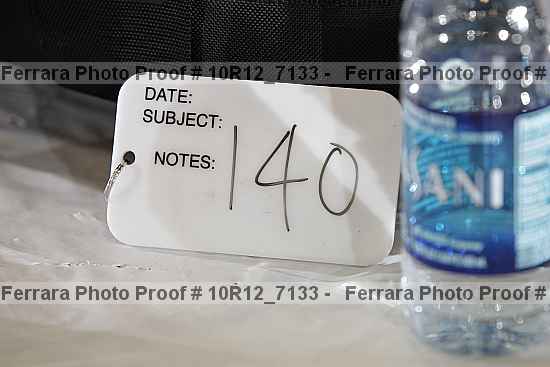 Ferrara Photo Proof # 10R12_7133 - Ferrara Photo Proof #
DATE:
SUBJECT:
NOTES: 140
ANI
Ferrara Photo Proof # 10R12_7133 - Ferrara Photo Proof #